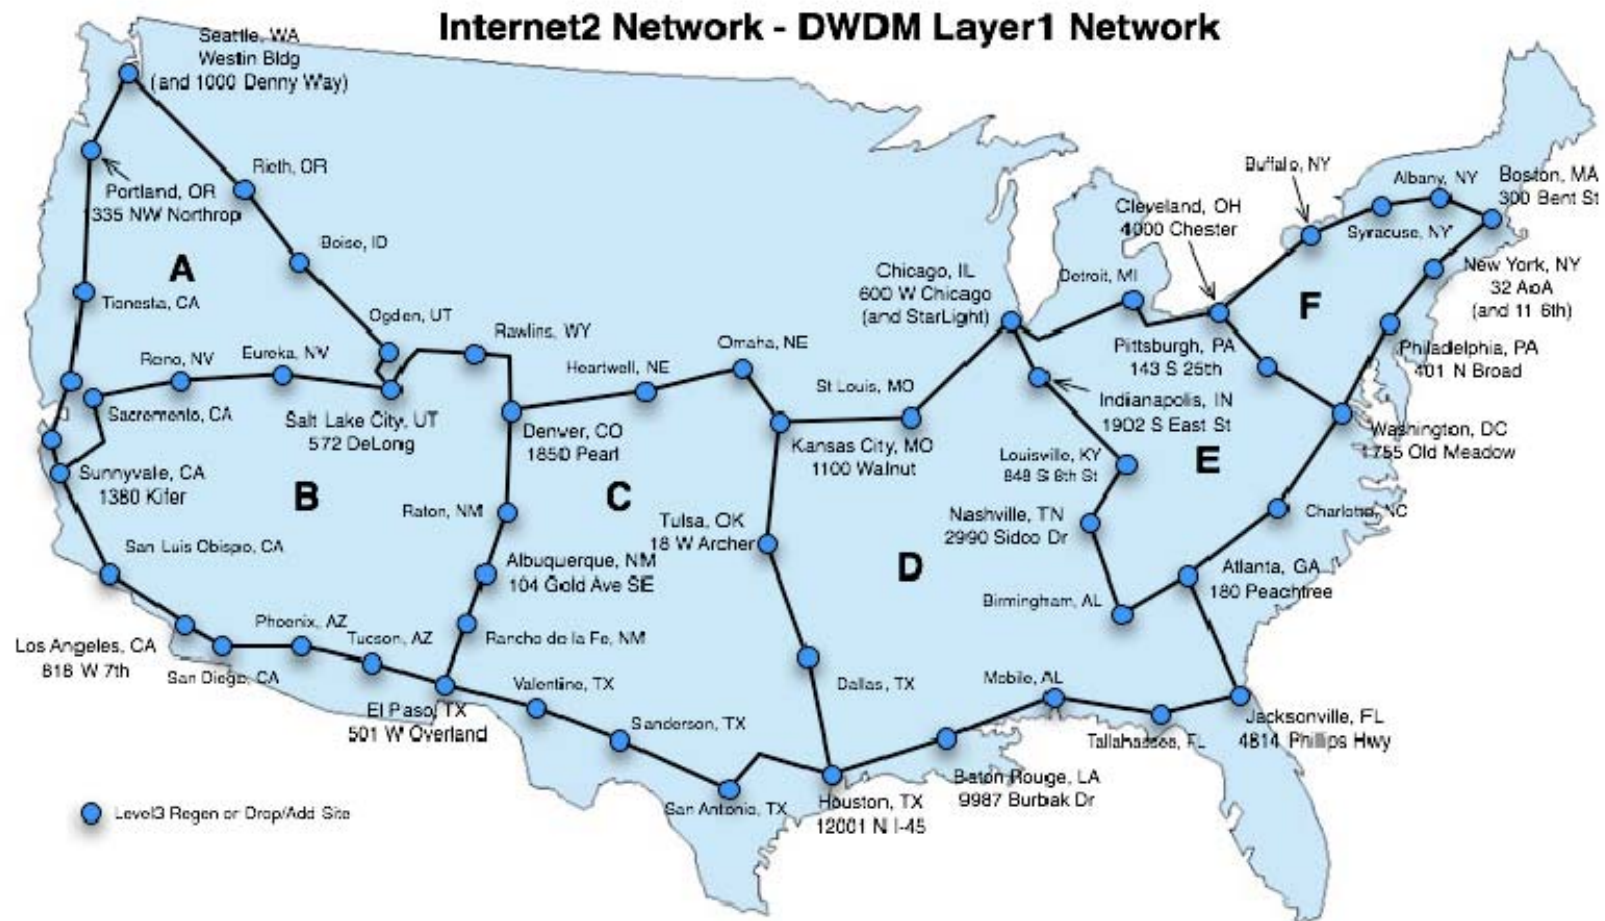 Internet2 Network - DWDM Layer1 Network
Seattle, WA
Westin Bldg
(and 1000 Denny Way)
Rieth, OR
Portland, OR
1335 NW Northrop
Boise, ID
A
Tionesta, CA
Ogden, UT
Rawlins, WY
Reno, NV
Eureka, NV
Sacremento, CA
Salt Lake City, UT
572 DeLong
Heartwell, NE
Omaha, NE
Denver, CO
1850 Pearl
Sunnyvale, CA
1380 Kifer
B
C
Raton, NM
San Luis Obispo, CA
Albuquerque, NM
104 Gold Ave SE
Rancho de la Fe, NM
Los Angeles, CA
818 W 7th
San Diego, CA
Phoenix, AZ
Tucson, AZ
El Paso, TX
501 W Overland
Valentine, TX
Sanderson, TX
San Antonio, TX
Houston, TX
12001 N I-45
Dallas, TX
Tulsa, OK
18 W Archer
Kansas City, MO
1100 Walnut
St Louis, MO
Chicago, IL
600 W Chicago
(and StarLight)
Detroit, MI
Cleveland, OH
4000 Chester
Buffalo, NY
Syracuse, NY
Albany, NY
Boston, MA
300 Bent St
New York, NY
32 AoA
(and 11 6th)
F
Philadelphia, PA
401 N Broad
Pittsburgh, PA
143 S 25th
Indianapolis, IN
1902 S East St
Washington, DC
1755 Old Meadow
Louisville, KY
848 S 8th St
E
Nashville, TN
2990 Sidco Dr
Charlotte, NC
D
Atlanta, GA
180 Peachtree
Birmingham, AL
Mobile, AL
Tallahassee, FL
Jacksonville, FL
4814 Phillips Hwy
Baton Rouge, LA
9987 Burbak Dr
Level3 Regen or Drop/Add Site